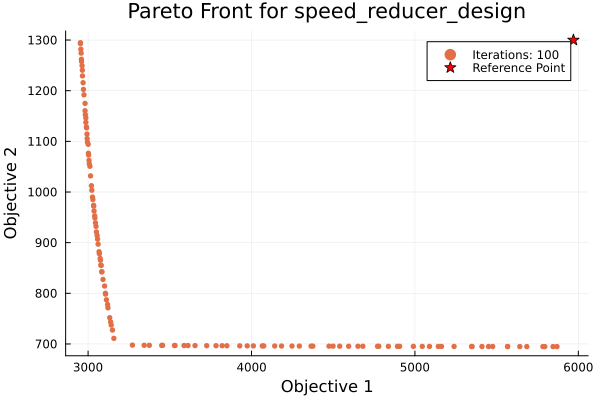 Pareto Front for speed_reducer_design
1300
1200
1100
1000
900
800
700
Objective 2
Iterations: 100
Reference Point
3000
4000
5000
6000
Objective 1